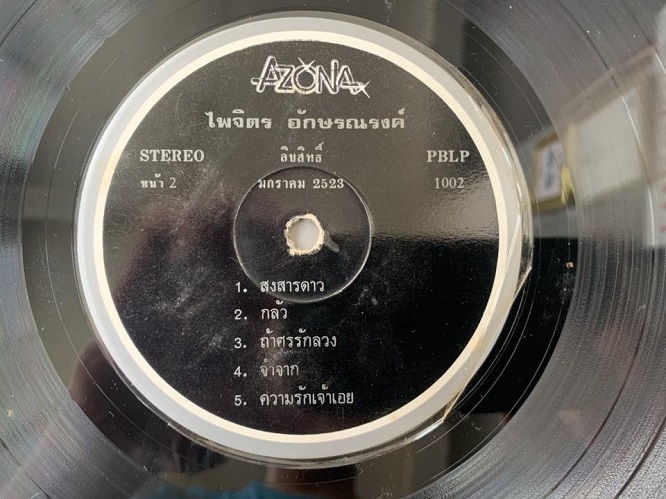 AZONA
ไพจิตร อักษรณรงค์
STEREO ลิขสิทธิ์ PBLP
หน้า 2 มกราคม 2523 1002
1. สงสารดาว
2. กลัว
3. ถ้าศรรักลวง
4. จำจาก
5. ความรักเจ้าเอย